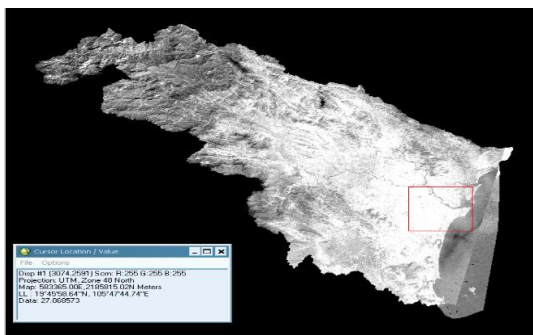 Cursor Location / Value
File Options
Disp #1 (3074,2591) Scrn: R:255 G:255 B:255
Projection: UTM, Zone 48 North
Map: 583365.00E,2185815.02N Meters
LL : 19°45'58.64"N, 105°47'44.74"E
Data: 27.068573